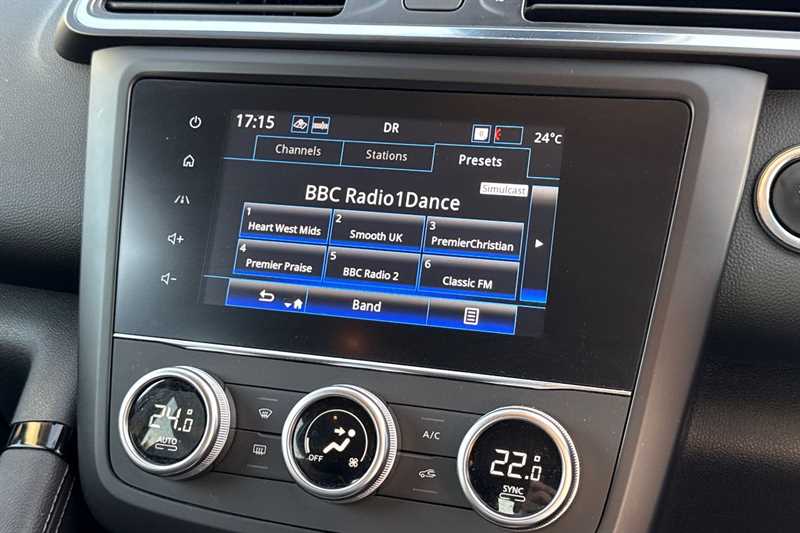 17:15
DR
24°C
Channels
Stations
Presets
Simulcast
BBC Radio1Dance
1 Heart West Mids
2 Smooth UK
3 PremierChristian
4 Premier Praise
5 BBC Radio 2
6 Classic FM
Band
24.0
AUTO
OFF
A/C
22.0
SYNC